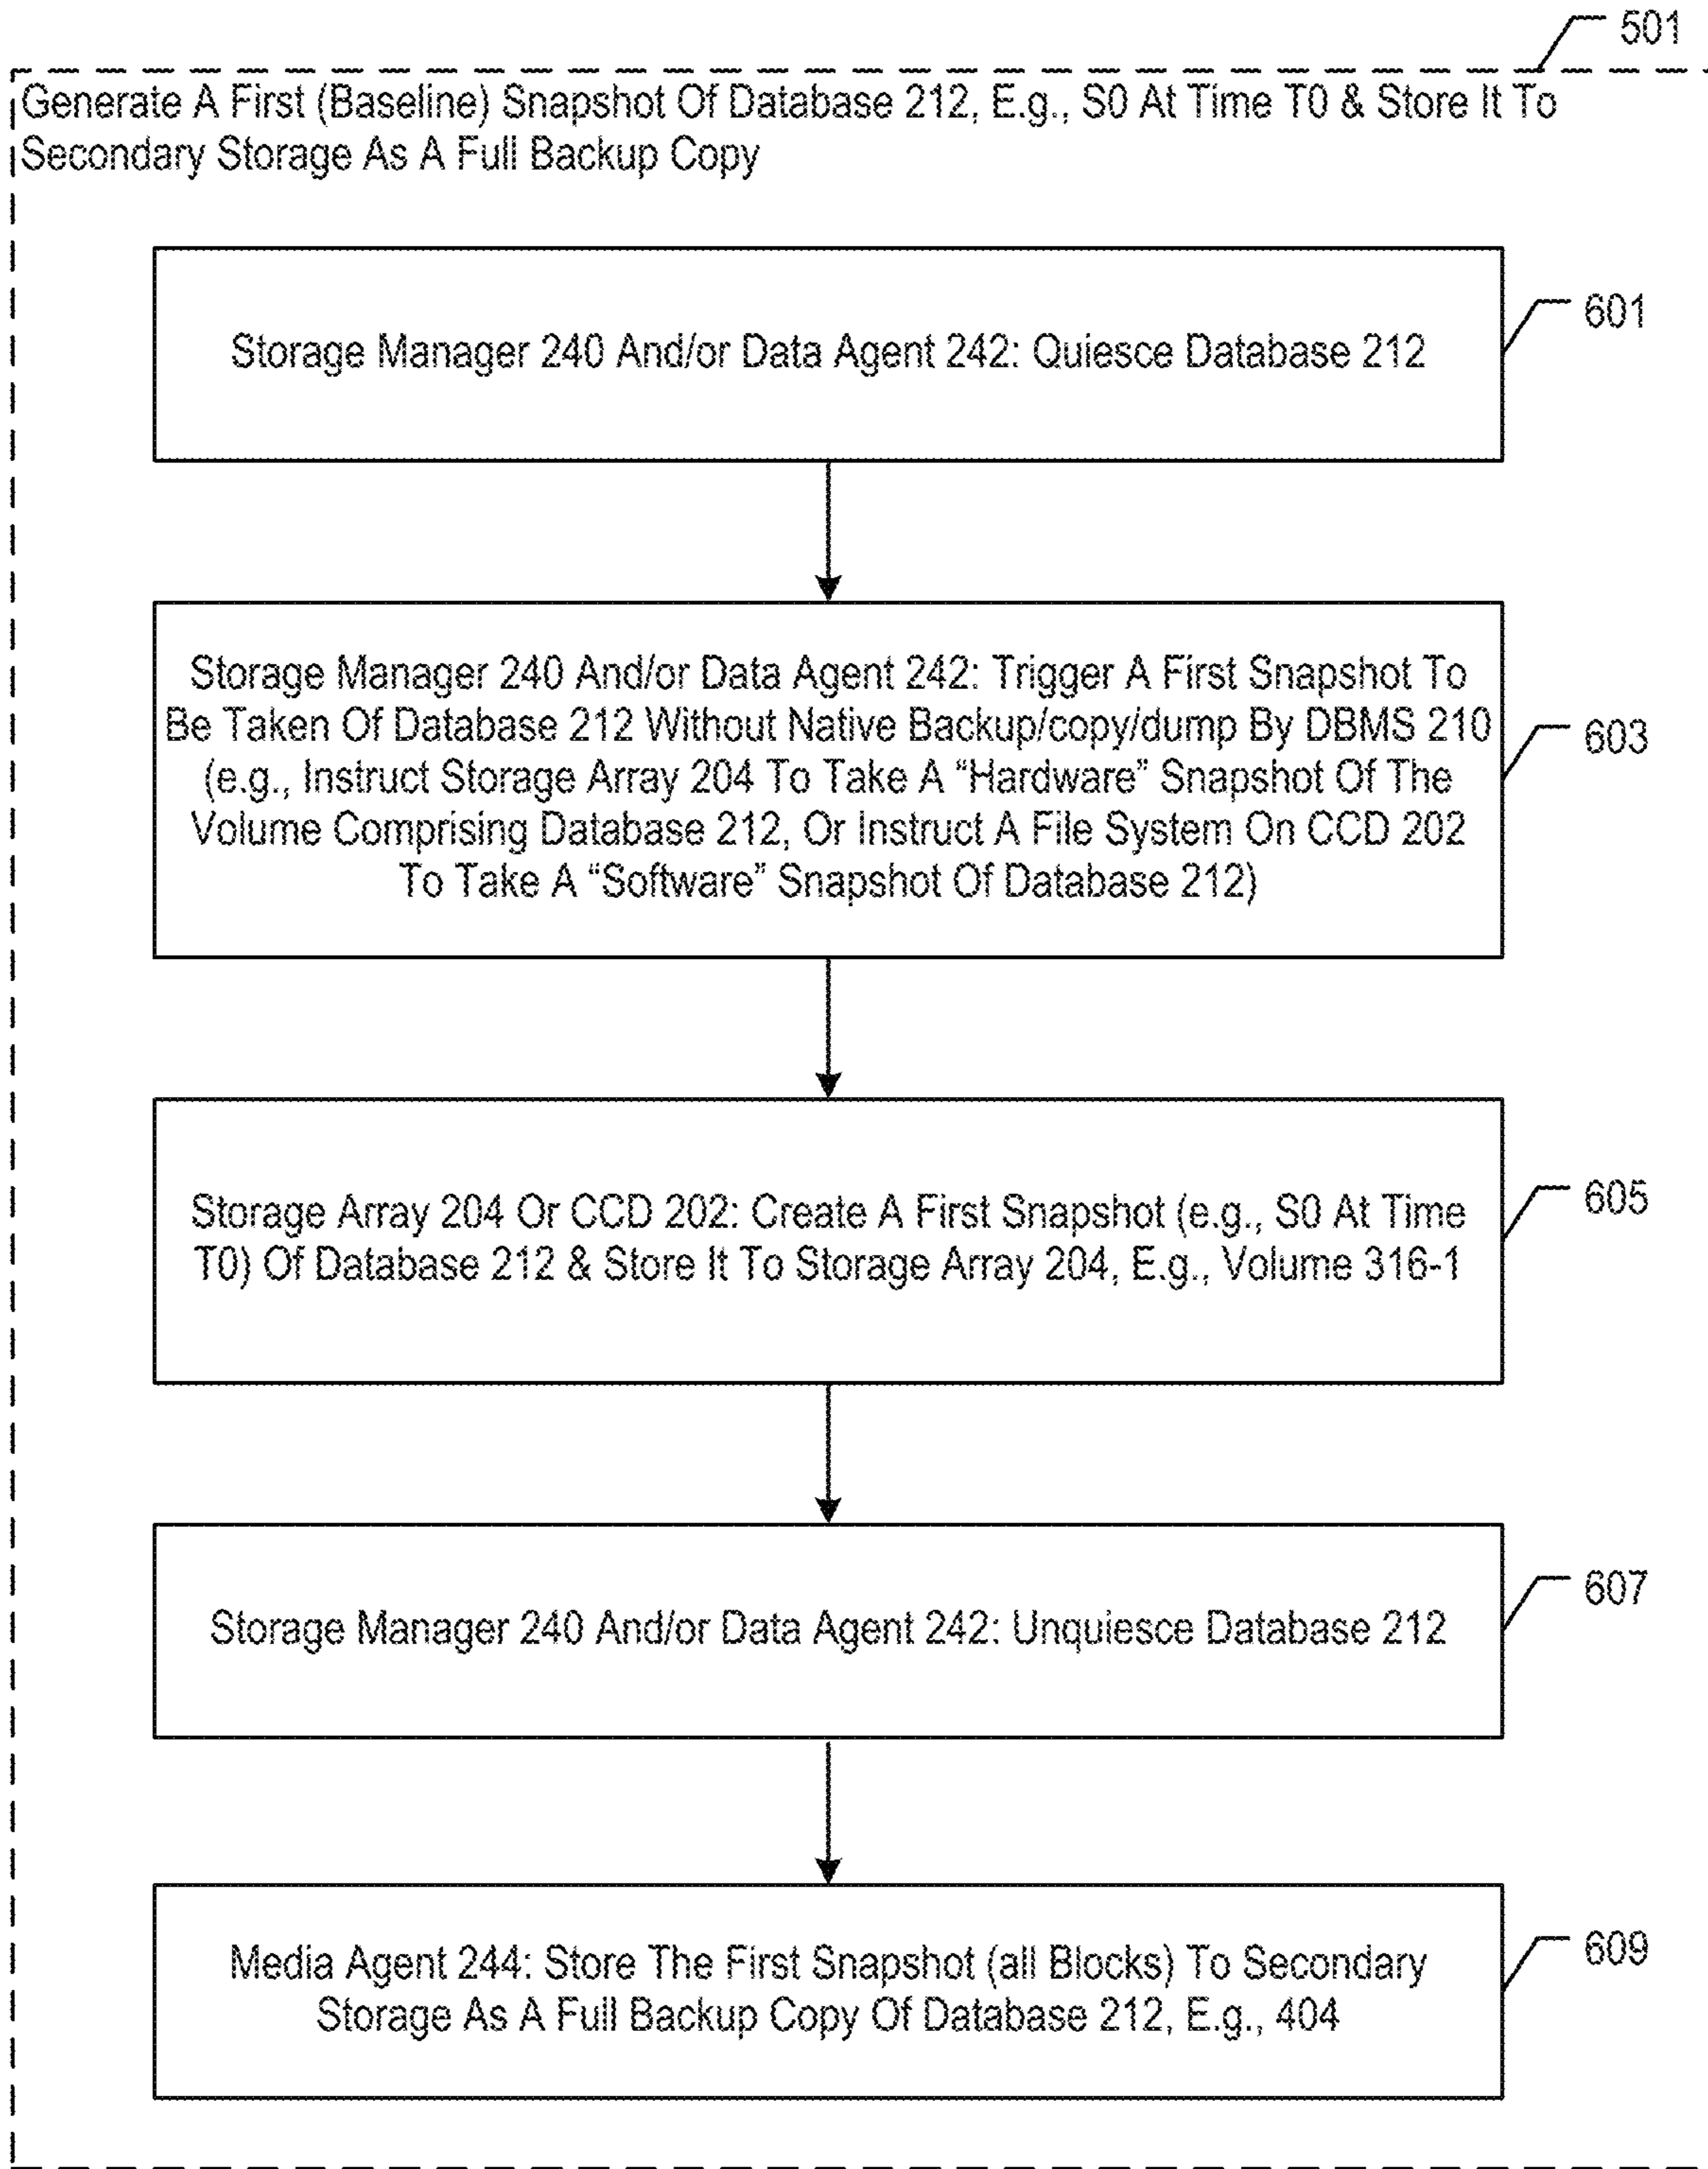 501
Generate A First (Baseline) Snapshot Of Database 212, E.g., S0 At Time T0 & Store It To
Secondary Storage As A Full Backup Copy
Storage Manager 240 And/or Data Agent 242: Quiesce Database 212
601
Storage Manager 240 And/or Data Agent 242: Trigger A First Snapshot To
Be Taken Of Database 212 Without Native Backup/copy/dump By DBMS 210
(e.g., Instruct Storage Array 204 To Take A “Hardware” Snapshot Of The
Volume Comprising Database 212, Or Instruct A File System On CCD 202
To Take A “Software” Snapshot Of Database 212)
603
Storage Array 204 Or CCD 202: Create A First Snapshot (e.g., S0 At Time
T0) Of Database 212 & Store It To Storage Array 204, E.g., Volume 316-1
605
Storage Manager 240 And/or Data Agent 242: Unquiesce Database 212
607
Media Agent 244: Store The First Snapshot (all Blocks) To Secondary
Storage As A Full Backup Copy Of Database 212, E.g., 404
609